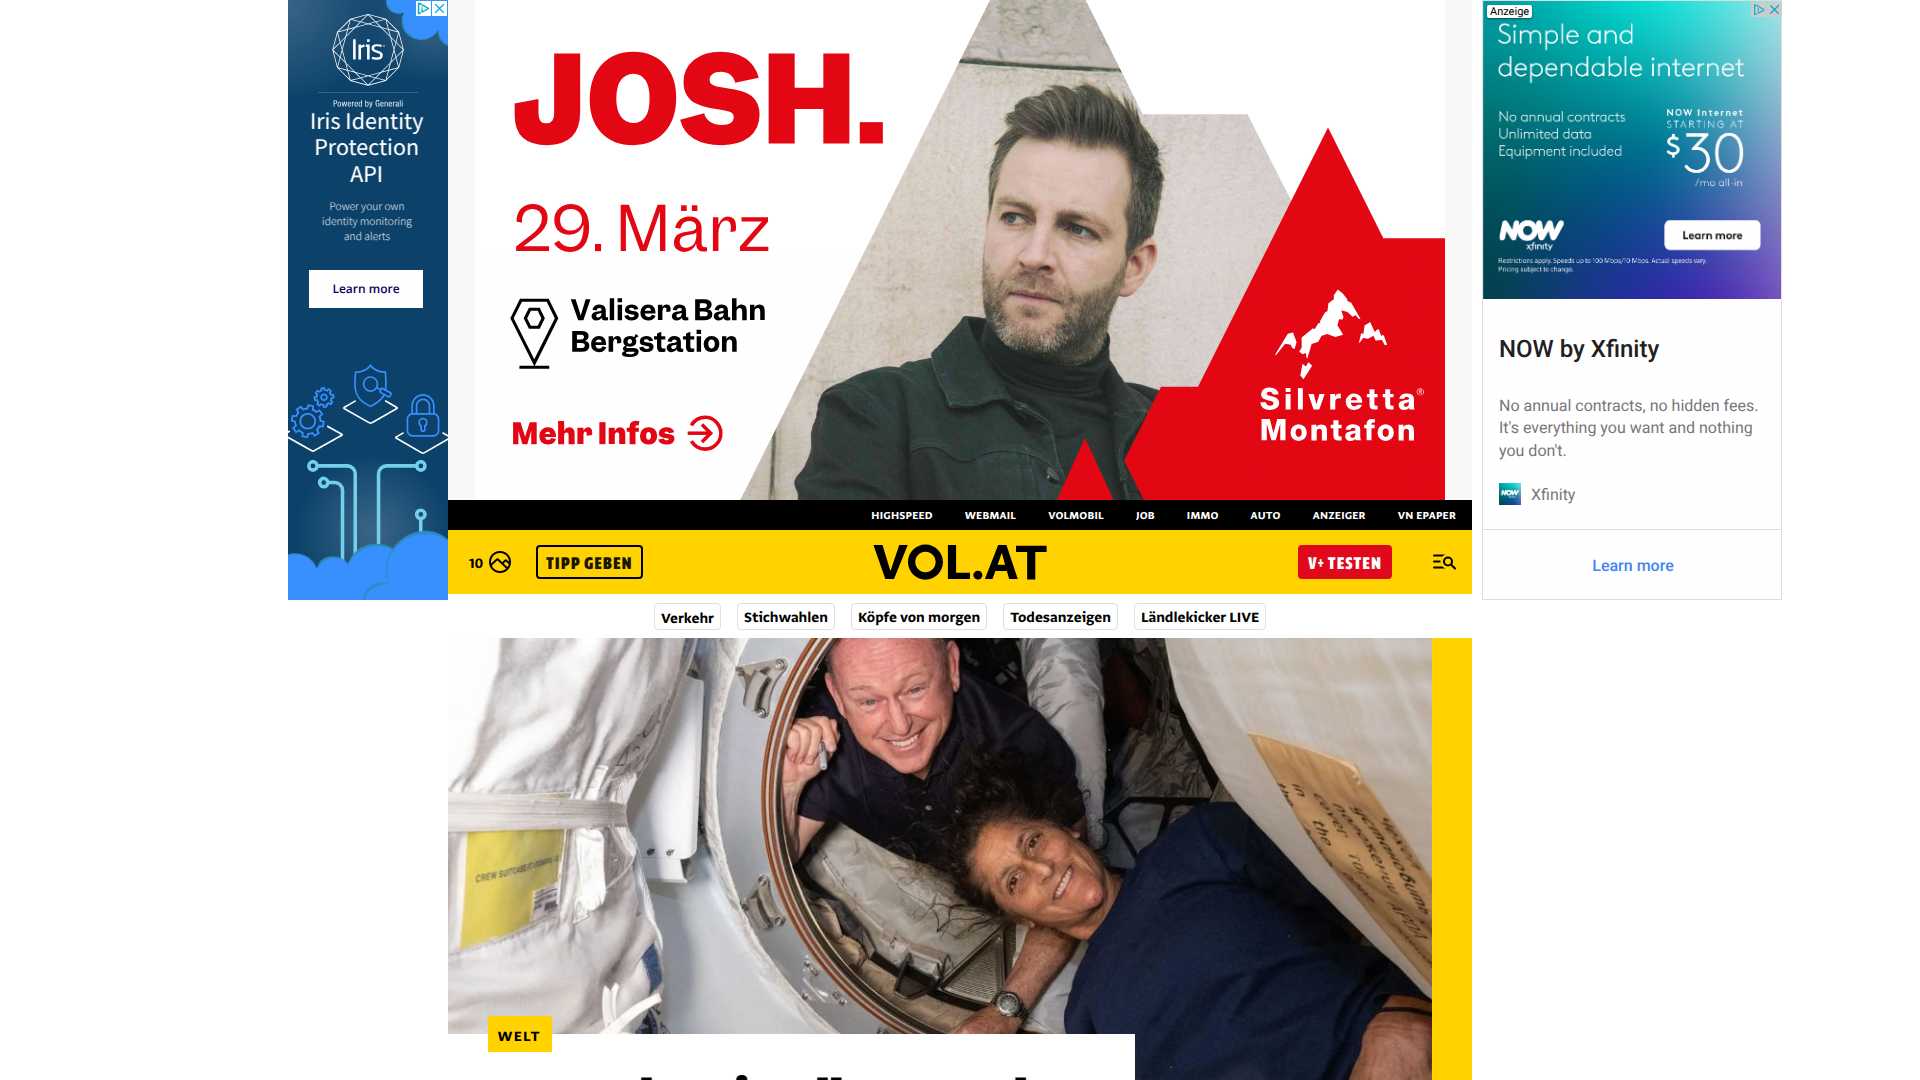 Iris
Powered by Generali
Iris Identity
Protection
API
Power your own
identity monitoring
and alerts
Learn more
JOSH.
29. März
Valisera Bahn
Bergstation
Mehr Infos
Silvretta®
Montafon
Anzeige
Simple and
dependable internet
No annual contracts
Unlimited data
Equipment included
NOW Internet
STARTING AT
$30
/mo all-in
NOW
xfinity
Learn more
Restrictions apply. Speeds up to 100 Mbps/10 Mbps. Actual speeds vary.
Pricing subject to change.
NOW by Xfinity
No annual contracts, no hidden fees.
It's everything you want and nothing
you don't.
NOW
Xfinity
Learn more
HIGHSPEED WEBMAIL VOLMOBIL JOB IMMO AUTO ANZEIGER VN EPAPER
10 TIPP GEBEN VOL.AT V+ TESTEN
Verkehr Stichwahlen Köpfe von morgen Todesanzeigen Ländlekicker LIVE
CREW SUITCASE
WELT